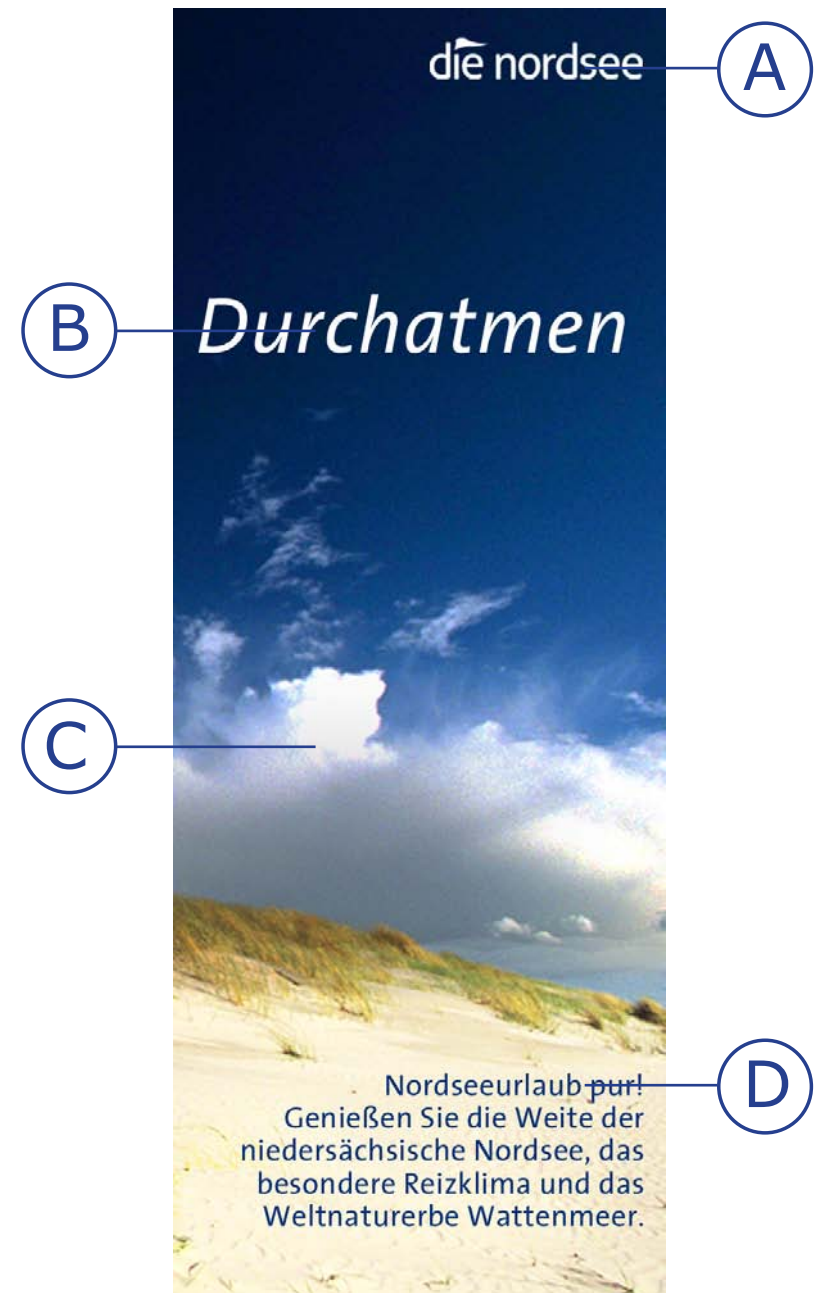 die nordsee
A
B
Durchatmen
C
Nordseeurlaub pur!
D
Genießen Sie die Weite der
niedersächsische Nordsee, das
besondere Reizklima und das
Weltnaturerbe Wattenmeer.